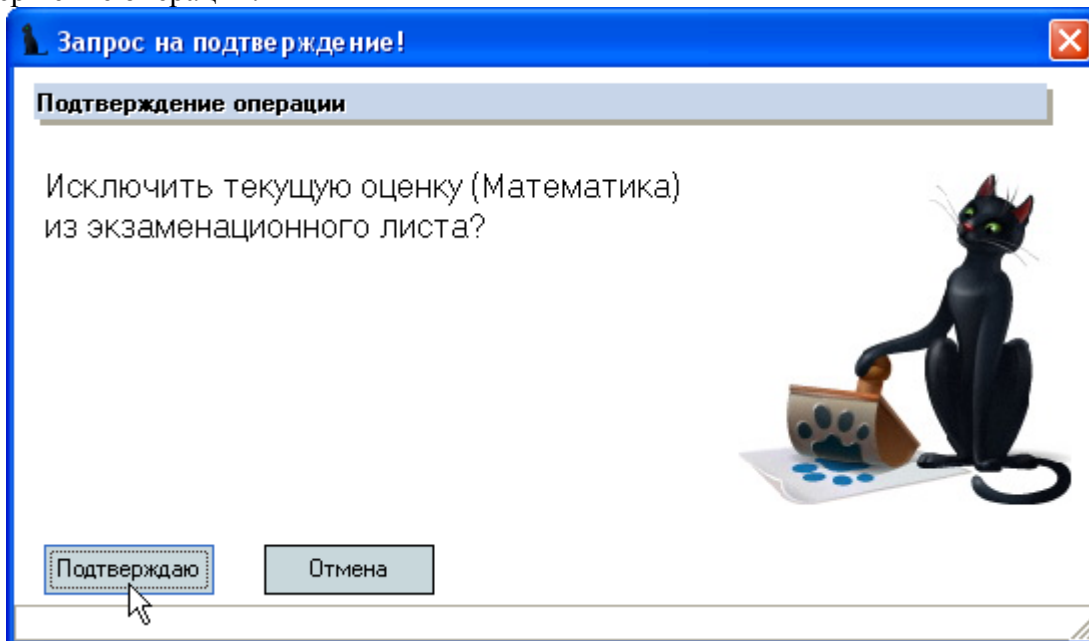 Запрос на подтверждение!
Подтверждение операции
Исключить текущую оценку (Математика)
из экзаменационного листа?
Подтверждаю
Отмена